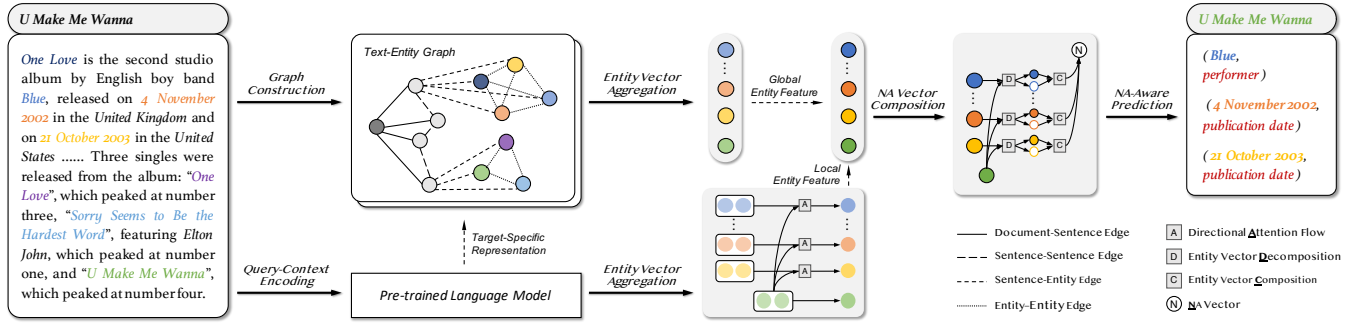 U Make Me Wanna
One Love is the second studio
album by English boy band
Blue, released on 4 November
2002 in the United Kingdom and
on 21 October 2003 in the United
States ...... Three singles were
released from the album: “One
Love”, which peaked at number
three, “Sorry Seems to Be the
Hardest Word”, featuring Elton
John, which peaked at number
one, and “U Make Me Wanna”,
which peaked at number four.
Graph
Construction
Query-Context
Encoding
Text-Entity Graph
Target-Specific
Representation
Pre-trained Language Model
Entity Vector
Aggregation
Entity Vector
Aggregation
Global
Entity Feature
Local
Entity Feature
A
A
A
NA Vector
Composition
N
D
C
D
C
D
C
NA-Aware
Prediction
U Make Me Wanna
( Blue,
performer )
( 4 November 2002,
publication date )
( 21 October 2003,
publication date )
Document-Sentence Edge
Sentence-Sentence Edge
Sentence-Entity Edge
Entity-Entity Edge
A Directional Attention Flow
D Entity Vector Decomposition
C Entity Vector Composition
N NA Vector